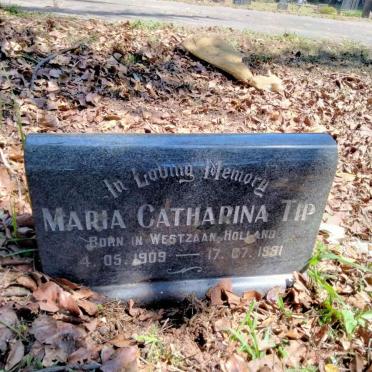 In Loving Memory
MARIA CATHARINA TIP
BORN IN WESTZAAN, HOLLAND
4. 05. 1909 — 17. 07. 1991